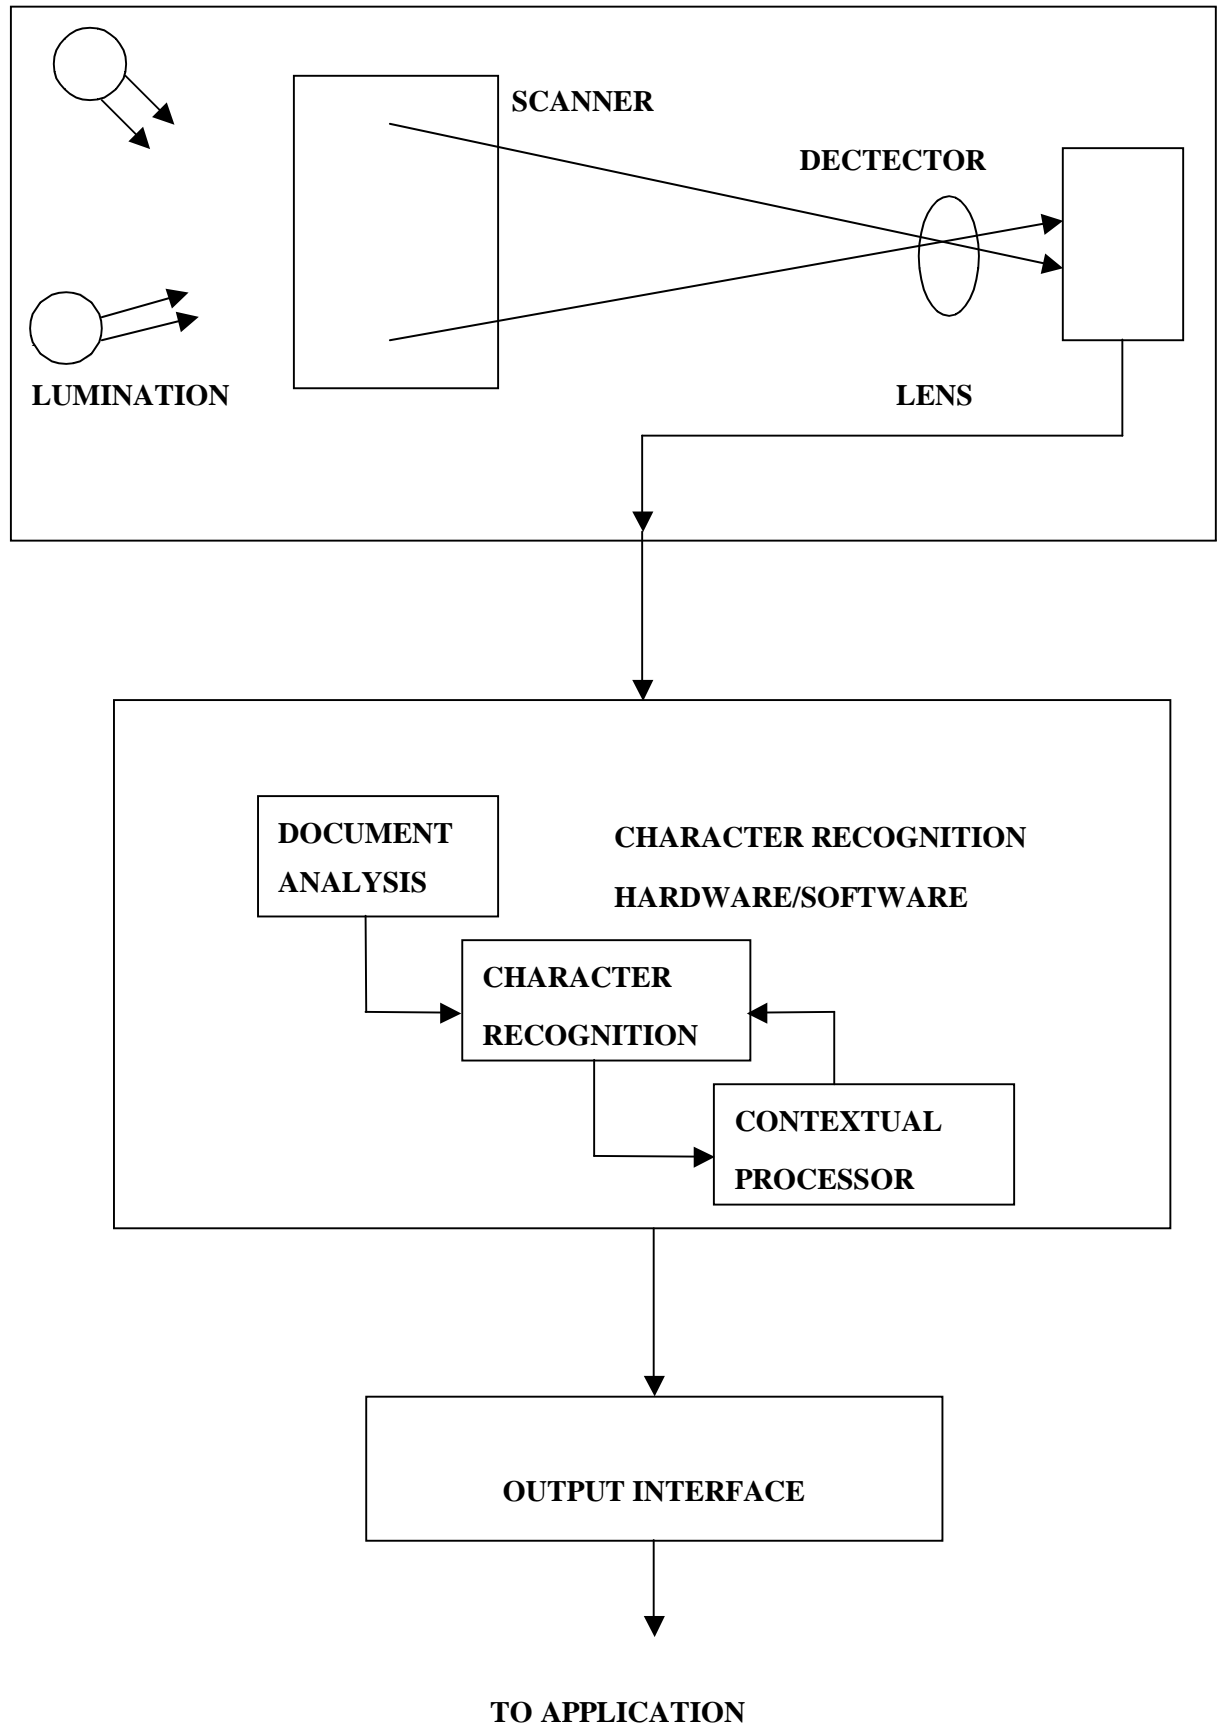 SCANNER
DECTECTOR
LUMINATION
LENS
DOCUMENT
ANALYSIS
CHARACTER RECOGNITION
HARDWARE/SOFTWARE
CHARACTER
RECOGNITION
CONTEXTUAL
PROCESSOR
OUTPUT INTERFACE
TO APPLICATION